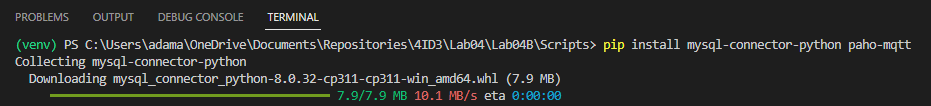 PROBLEMS OUTPUT DEBUG CONSOLE TERMINAL
(venv) PS C:\Users\adama\OneDrive\Documents\Repositories\4ID3\Lab04\Lab04B\Scripts> pip install mysql-connector-python paho-mqtt
Collecting mysql-connector-python
  Downloading mysql_connector_python-8.0.32-cp311-cp311-win_amd64.whl (7.9 MB)
7.9/7.9 MB 10.1 MB/s eta 0:00:00